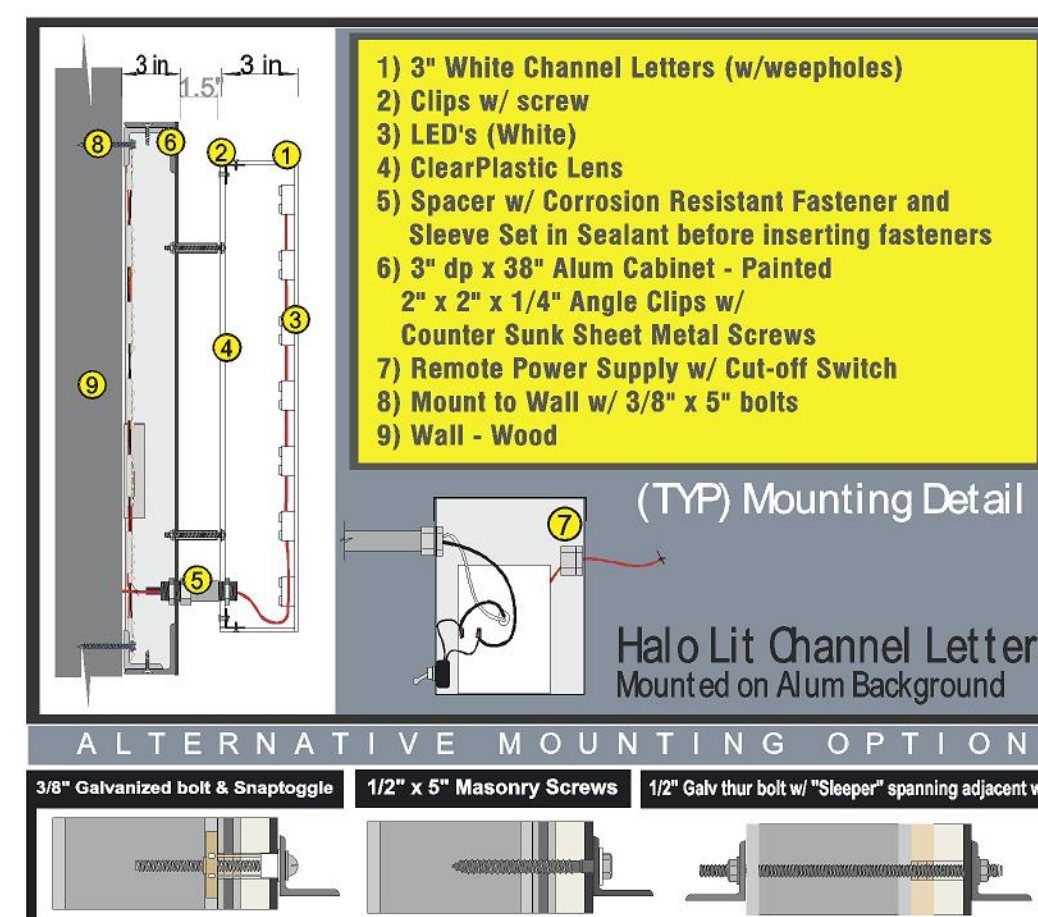 3 in
3 in
1.5"
8
6
2
1
3
4
9
5
1) 3" White Channel Letters (w/weepholes)
2) Clips w/ screw
3) LED's (White)
4) ClearPlastic Lens
5) Spacer w/ Corrosion Resistant Fastener and
Sleeve Set in Sealant before inserting fasteners
6) 3" dp x 38" Alum Cabinet - Painted
2" x 2" x 1/4" Angle Clips w/
Counter Sunk Sheet Metal Screws
7) Remote Power Supply w/ Cut-off Switch
8) Mount to Wall w/ 3/8" x 5" bolts
9) Wall - Wood
(TYP) Mounting Detail
7
Halo Lit Channel Letter
Mounted on Alum Background
ALTERNATIVE MOUNTING OPTION
3/8" Galvanized bolt & Snaptoggle
1/2" x 5" Masonry Screws
1/2" Galv thur bolt w/ "Sleeper" spanning adjacent